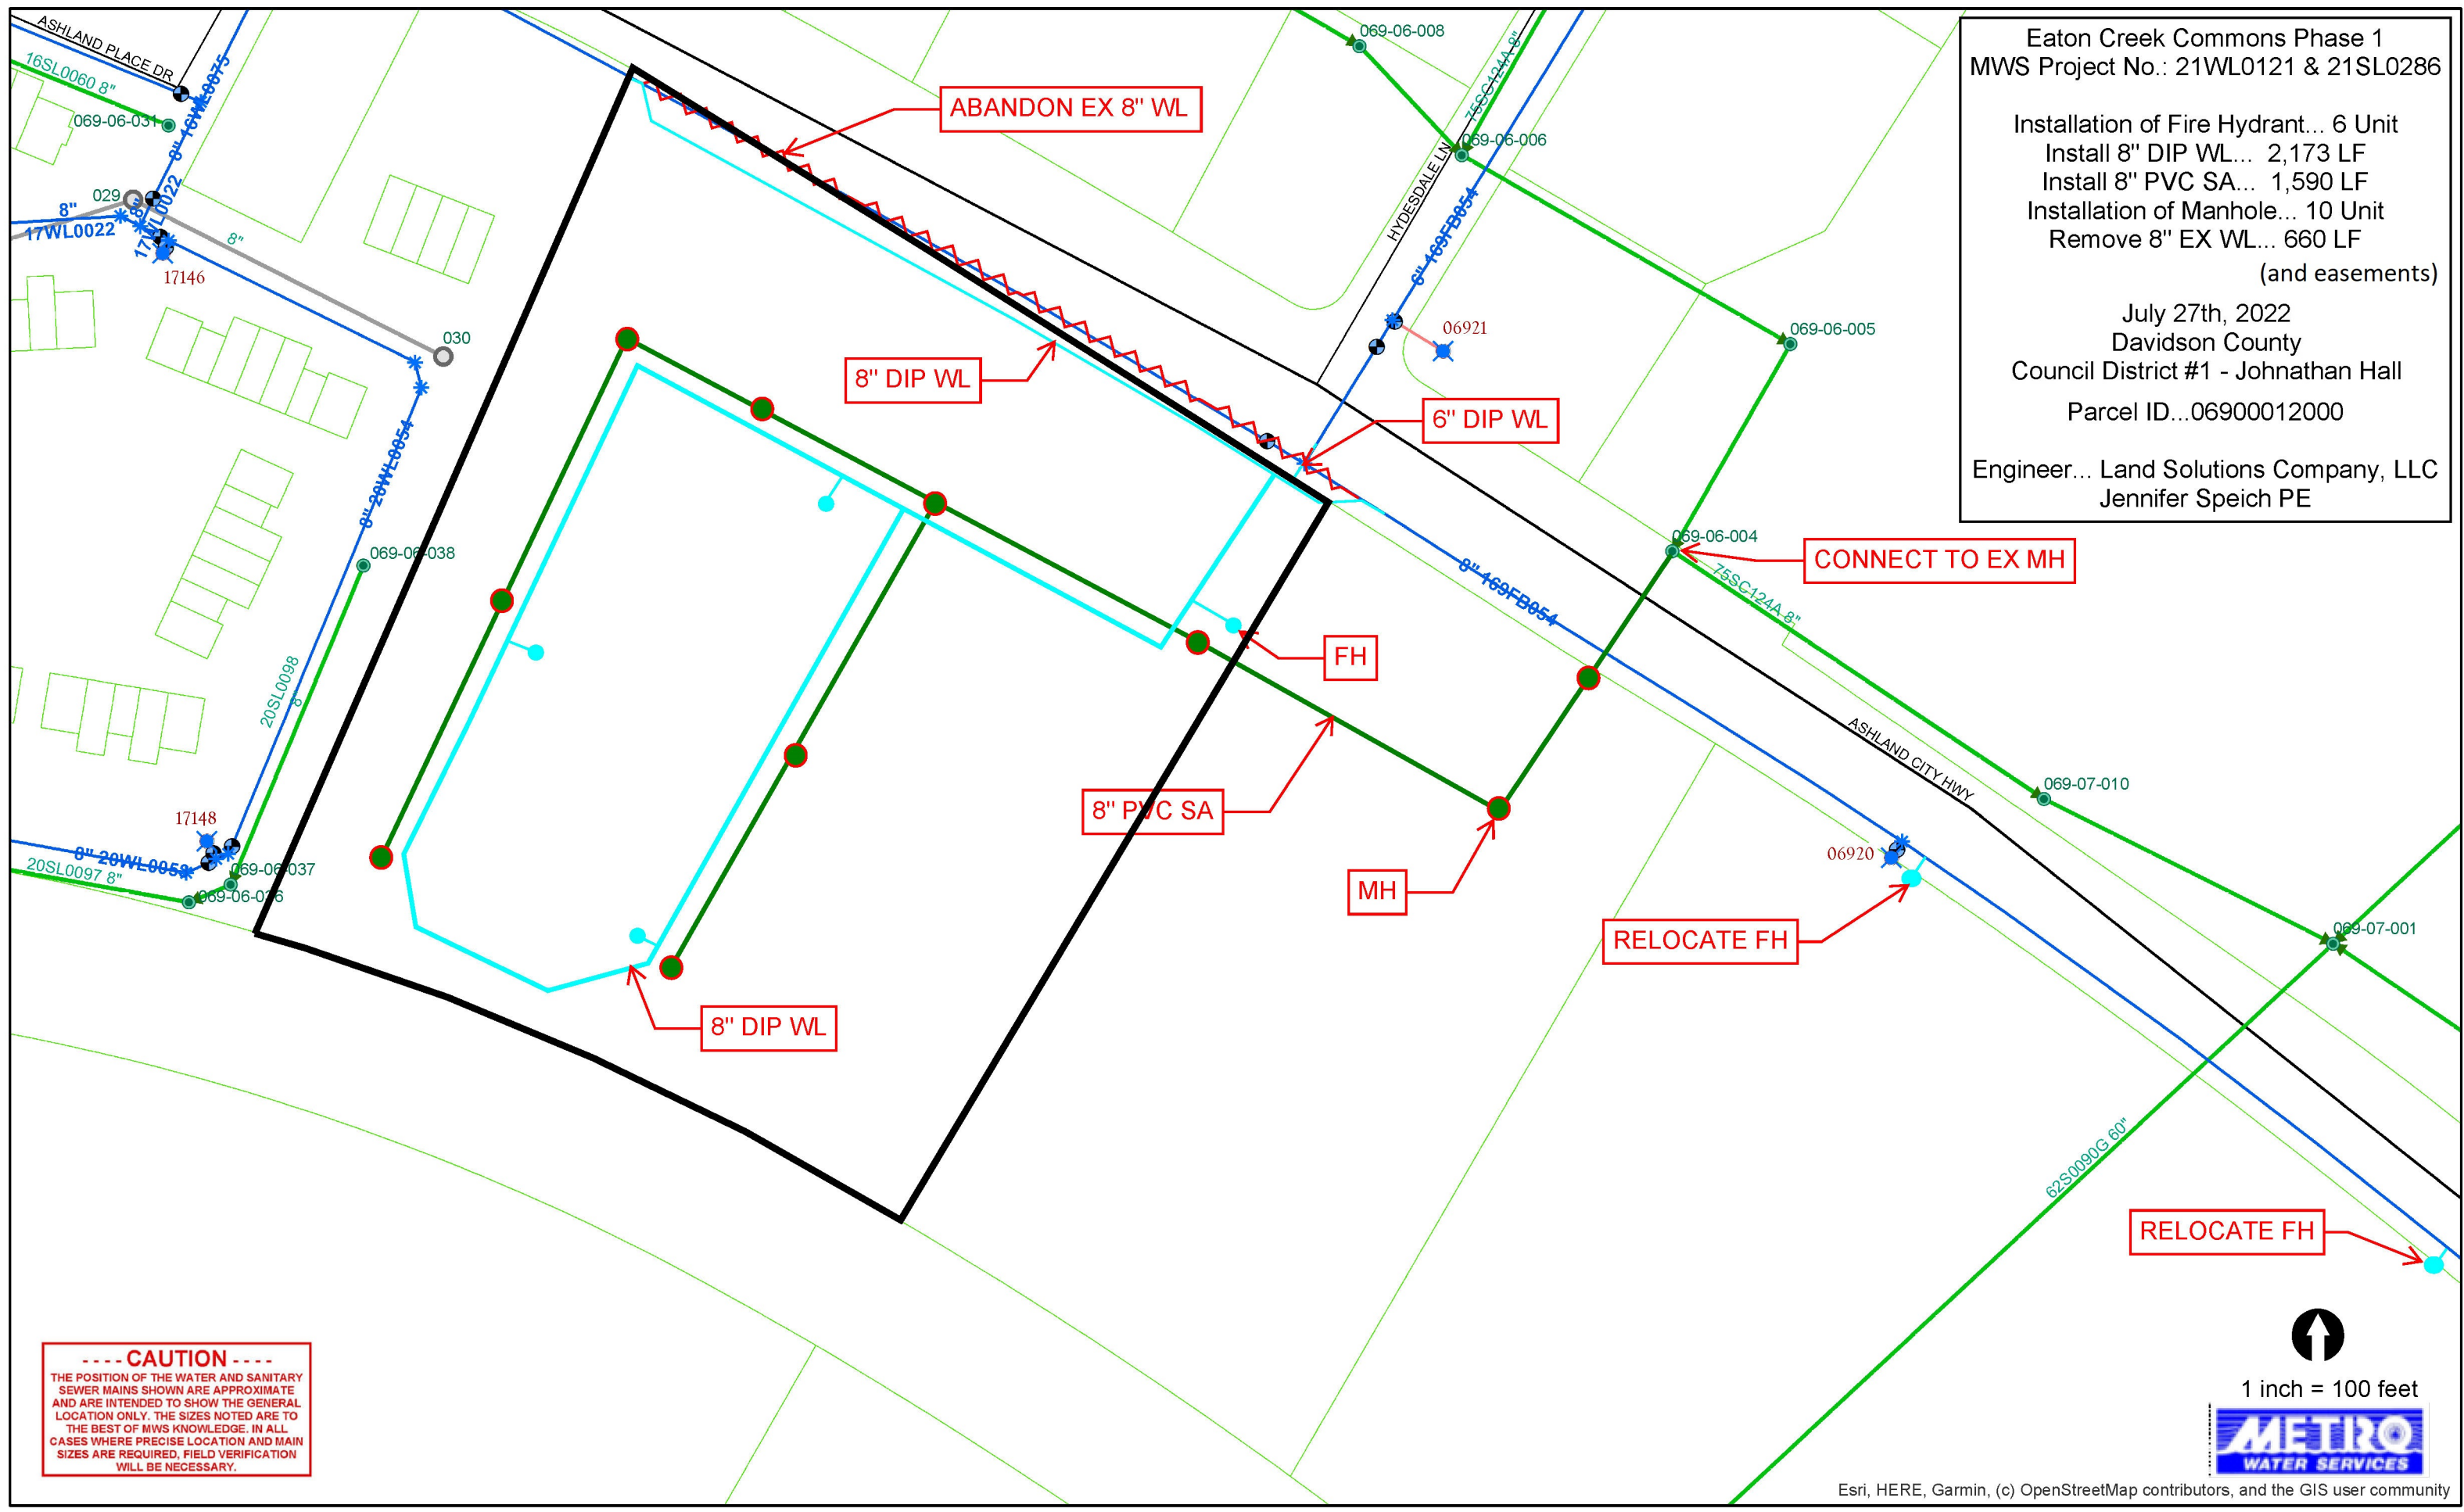 Eaton Creek Commons Phase 1
MWS Project No.: 21WL0121 & 21SL0286
Installation of Fire Hydrant... 6 Unit
Install 8" DIP WL... 2,173 LF
Install 8" PVC SA... 1,590 LF
Installation of Manhole... 10 Unit
Remove 8" EX WL... 660 LF
(and easements)
July 27th, 2022
Davidson County
Council District #1 - Johnathan Hall
Parcel ID...06900012000
Engineer... Land Solutions Company, LLC
Jennifer Speich PE
ASHLAND PLACE DR
16SL0060 8"
069-06-031
8" 16WL0075
029
8"
17WL0022
8"
17WL0022
17146
8"
030
8" 20WL0054
069-06-038
20SL0098
8"
17148
8" 20WL0053
20SL0097 8"
069-06-037
069-06-036
ABANDON EX 8" WL
8" DIP WL
6" DIP WL
069-06-008
75SC124A 8"
069-06-006
HYDESDALE LN
6" 169FB054
06921
069-06-005
069-06-004
CONNECT TO EX MH
75SC124A 8"
8" 169FB054
FH
8" PVC SA
MH
8" DIP WL
ASHLAND CITY HWY
069-07-010
06920
RELOCATE FH
069-07-001
62S0090G 60"
RELOCATE FH
- - - - CAUTION - - - -
THE POSITION OF THE WATER AND SANITARY
SEWER MAINS SHOWN ARE APPROXIMATE
AND ARE INTENDED TO SHOW THE GENERAL
LOCATION ONLY. THE SIZES NOTED ARE TO
THE BEST OF MWS KNOWLEDGE. IN ALL
CASES WHERE PRECISE LOCATION AND MAIN
SIZES ARE REQUIRED, FIELD VERIFICATION
WILL BE NECESSARY.
1 inch = 100 feet
METRO
WATER SERVICES
Esri, HERE, Garmin, (c) OpenStreetMap contributors, and the GIS user community